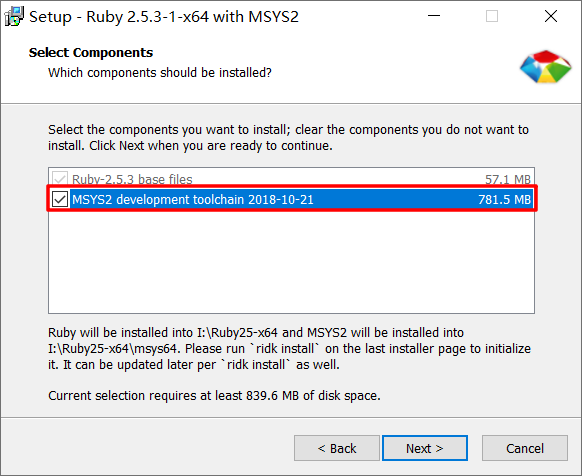 Setup - Ruby 2.5.3-1-x64 with MSYS2
Select Components
Which components should be installed?
Select the components you want to install; clear the components you do not want to
install. Click Next when you are ready to continue.
Ruby-2.5.3 base files 57.1 MB
MSYS2 development toolchain 2018-10-21 781.5 MB
Ruby will be installed into I:\Ruby25-x64 and MSYS2 will be installed into
I:\Ruby25-x64\msys64. Please run `ridk install` on the last installer page to initialize
it. It can be updated later per `ridk install` as well.
Current selection requires at least 839.6 MB of disk space.
< Back Next > Cancel